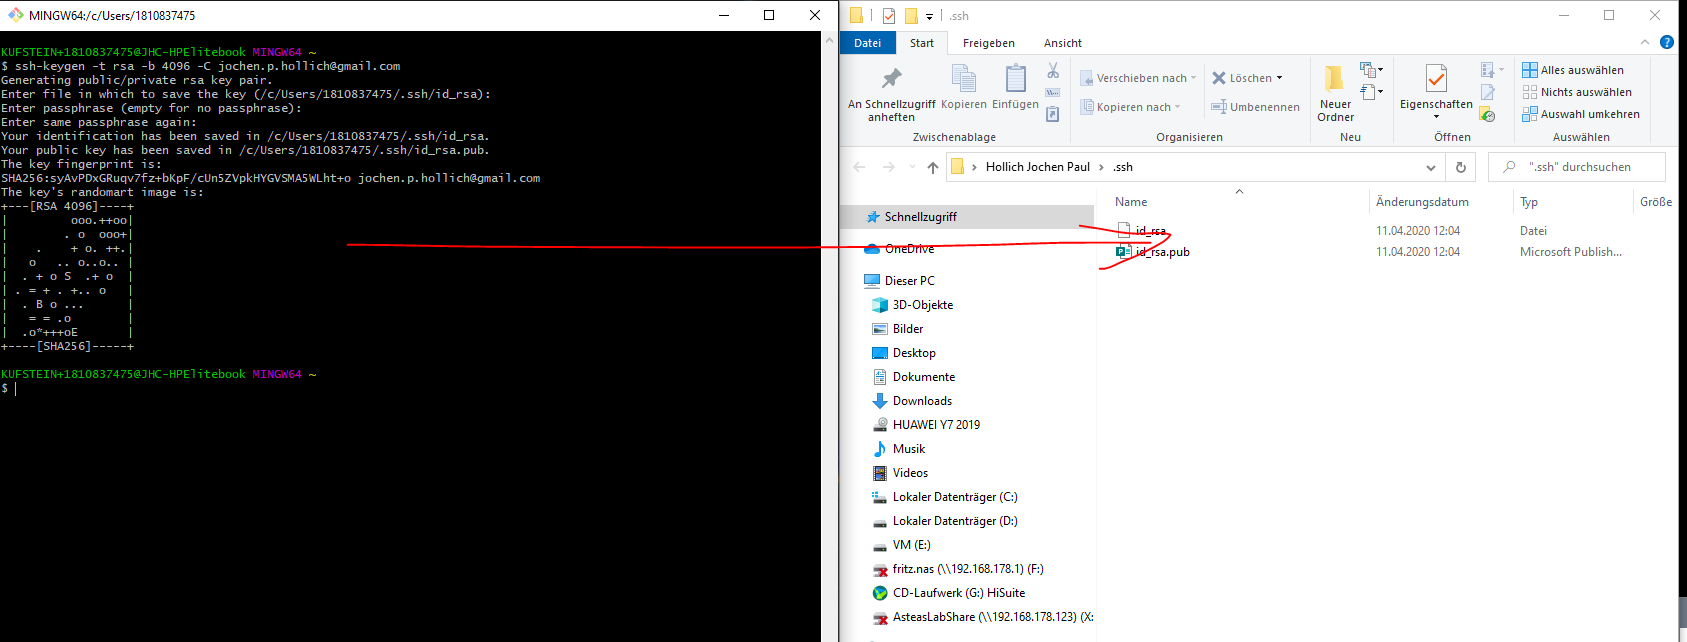 MINGW64:/c/Users/1810837475
KUFSTEIN+1810837475@JHC-HPElitebook MINGW64 ~
$ ssh-keygen -t rsa -b 4096 -C jochen.p.hollich@gmail.com
Generating public/private rsa key pair.
Enter file in which to save the key (/c/Users/1810837475/.ssh/id_rsa):
Enter passphrase (empty for no passphrase):
Enter same passphrase again:
Your identification has been saved in /c/Users/1810837475/.ssh/id_rsa.
Your public key has been saved in /c/Users/1810837475/.ssh/id_rsa.pub.
The key fingerprint is:
SHA256:syAvPDxGRuqv7fz+bKpF/cUn5ZVpkHYGVSMA5WLht+o jochen.p.hollich@gmail.com
The key's randomart image is:
+---[RSA 4096]----+
|         ooo.++oo|
|        . o  ooo+|
|    .    + o. ++.|
|   o   .. o..o.. |
|  . + o S  .+ o  |
| . = + . +.. o   |
|  . B o ...      |
|   = = .o        |
|  .o*+++oE       |
+----[SHA256]-----+
KUFSTEIN+1810837475@JHC-HPElitebook MINGW64 ~
$
.ssh
Datei Start Freigeben Ansicht
An Schnellzugriff anheften
Kopieren
Einfügen
Zwischenablage
Verschieben nach
Kopieren nach
Löschen
Umbenennen
Organisieren
Neuer Ordner
Neu
Eigenschaften
Öffnen
Alles auswählen
Nichts auswählen
Auswahl umkehren
Auswählen
Hollich Jochen Paul › .ssh
".ssh" durchsuchen
Name Änderungsdatum Typ Größe
id_rsa 11.04.2020 12:04 Datei
id_rsa.pub 11.04.2020 12:04 Microsoft Publish...
Schnellzugriff
OneDrive
Dieser PC
3D-Objekte
Bilder
Desktop
Dokumente
Downloads
HUAWEI Y7 2019
Musik
Videos
Lokaler Datenträger (C:)
Lokaler Datenträger (D:)
VM (E:)
fritz.nas (\\192.168.178.1) (F:)
CD-Laufwerk (G:) HiSuite
AsteasLabShare (\\192.168.178.123) (X: